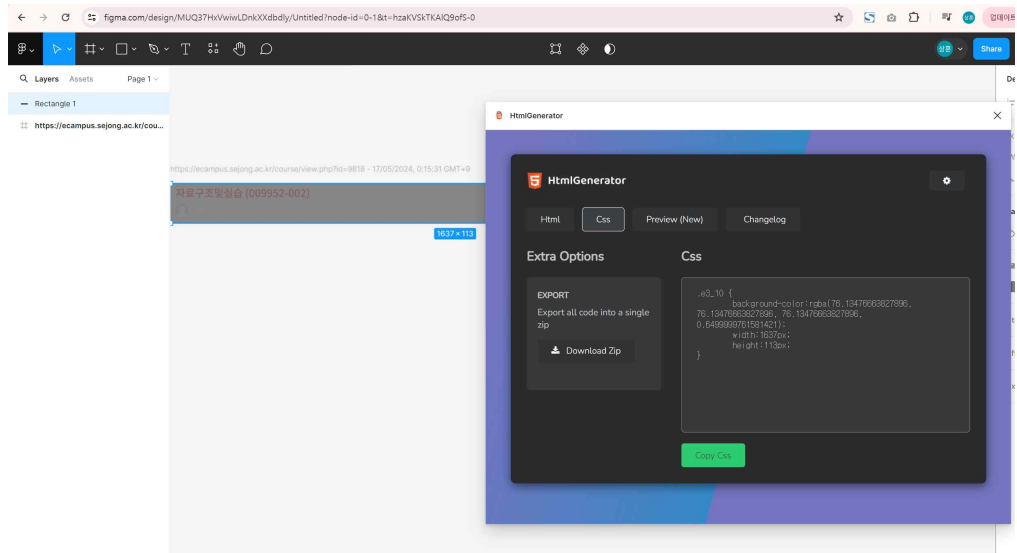 figma.com/design/MUQ37HxVwiwLDnkXXdbdly/Untitled?node-id=0-1&t=hzaKVSkTKAlQ9ofS-0
업데이트
상훈
Share
Layers Assets Page 1
Rectangle 1
https://ecampus.sejong.ac.kr/cou...
https://ecampus.sejong.ac.kr/course/view.php?id=9818 - 17/05/2024, 0:15:31 GMT+9
자료구조및실습 (009952-002)
1637 × 113
HtmlGenerator
HtmlGenerator
Html Css Preview (New) Changelog
Extra Options
Css
EXPORT
Export all code into a single
zip
Download Zip
.e3_10 {
background-color:rgba(76.13476663827896,
76.13476663827896, 76.13476663827896,
0.6499999761581421);
width:1637px;
height:113px;
}
Copy Css